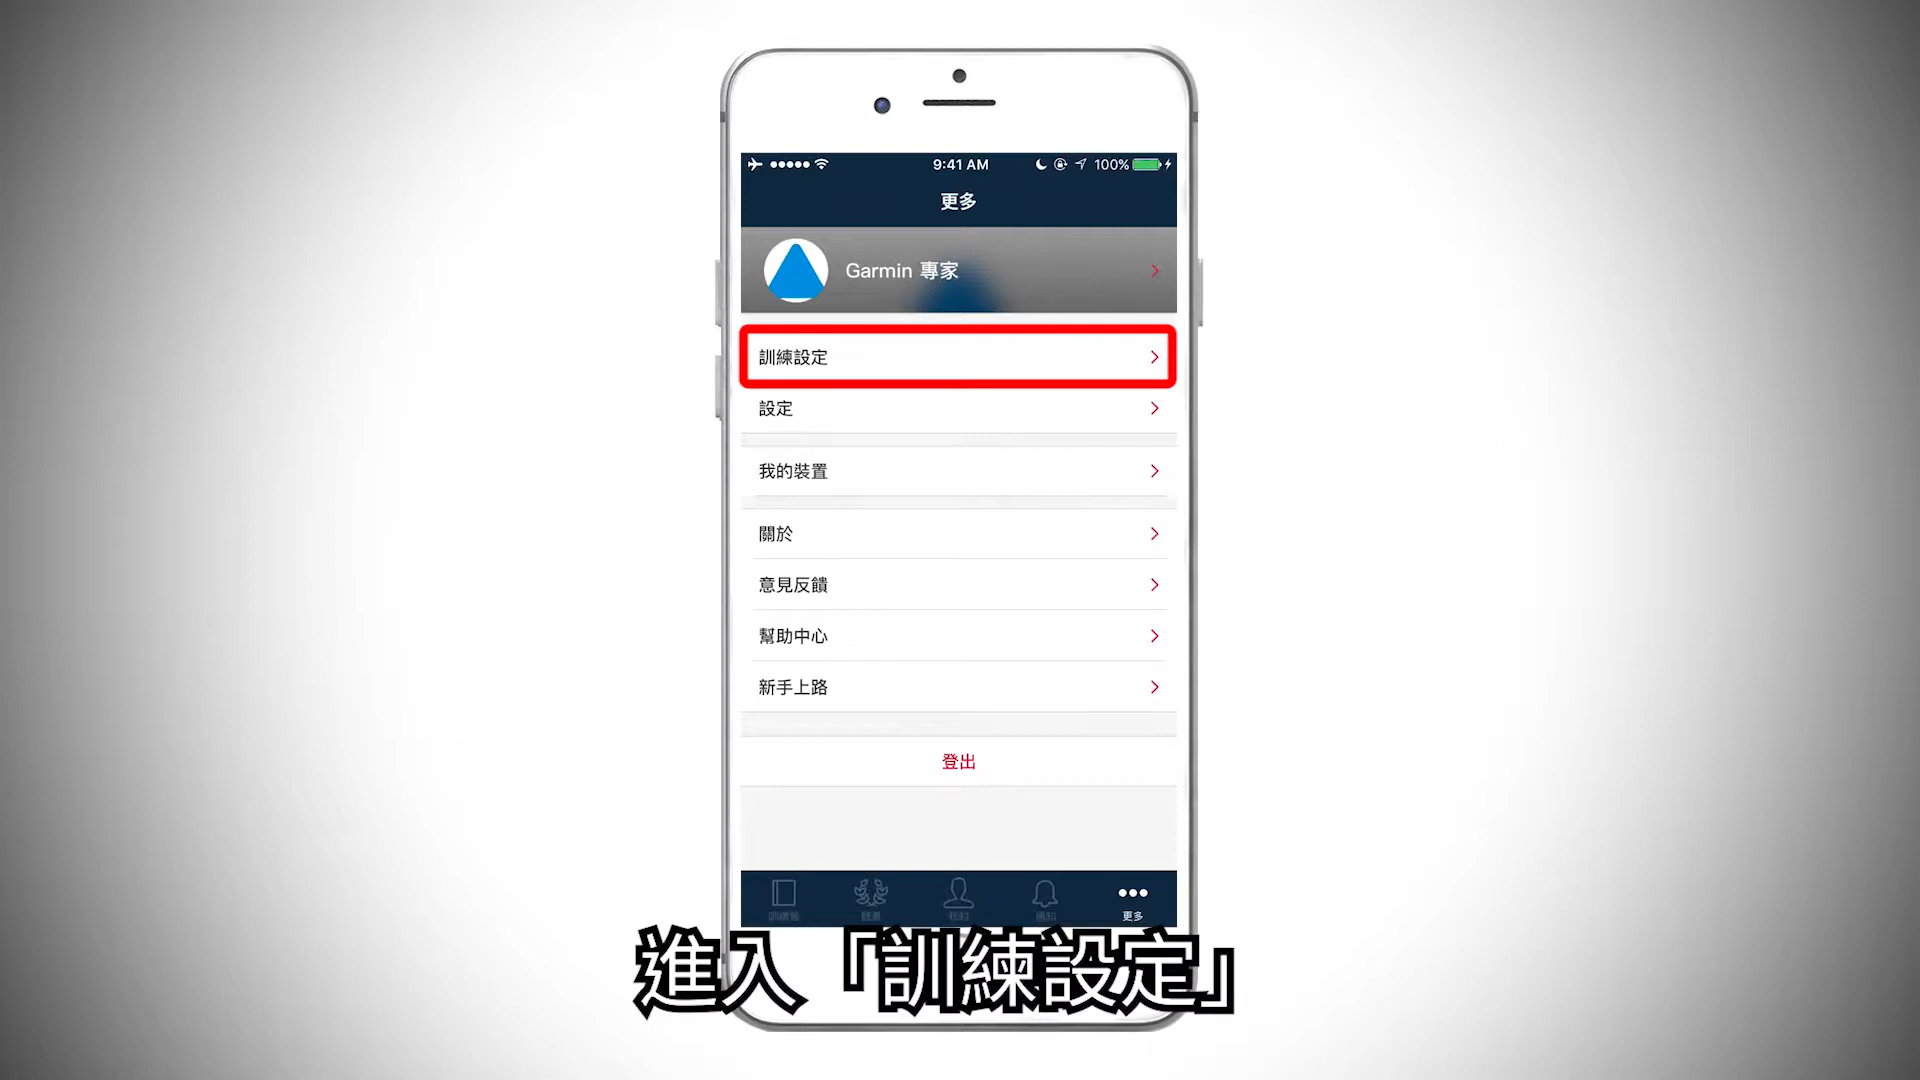 9:41 AM
100%
更多
Garmin 專家
訓練設定
設定
我的裝置
關於
意見反饋
幫助中心
新手上路
登出
通知
更多
進入「訓練設定」